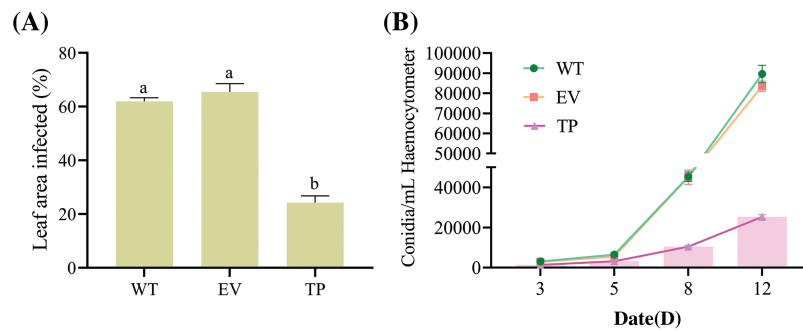 (A)
Leaf area infected (%)
80
60
40
20
0
a
a
b
WT
EV
TP
(B)
Conidia/mL Haemocytometer
100000
90000
80000
70000
60000
50000
40000
20000
0
WT
EV
TP
3
5
8
12
Date(D)